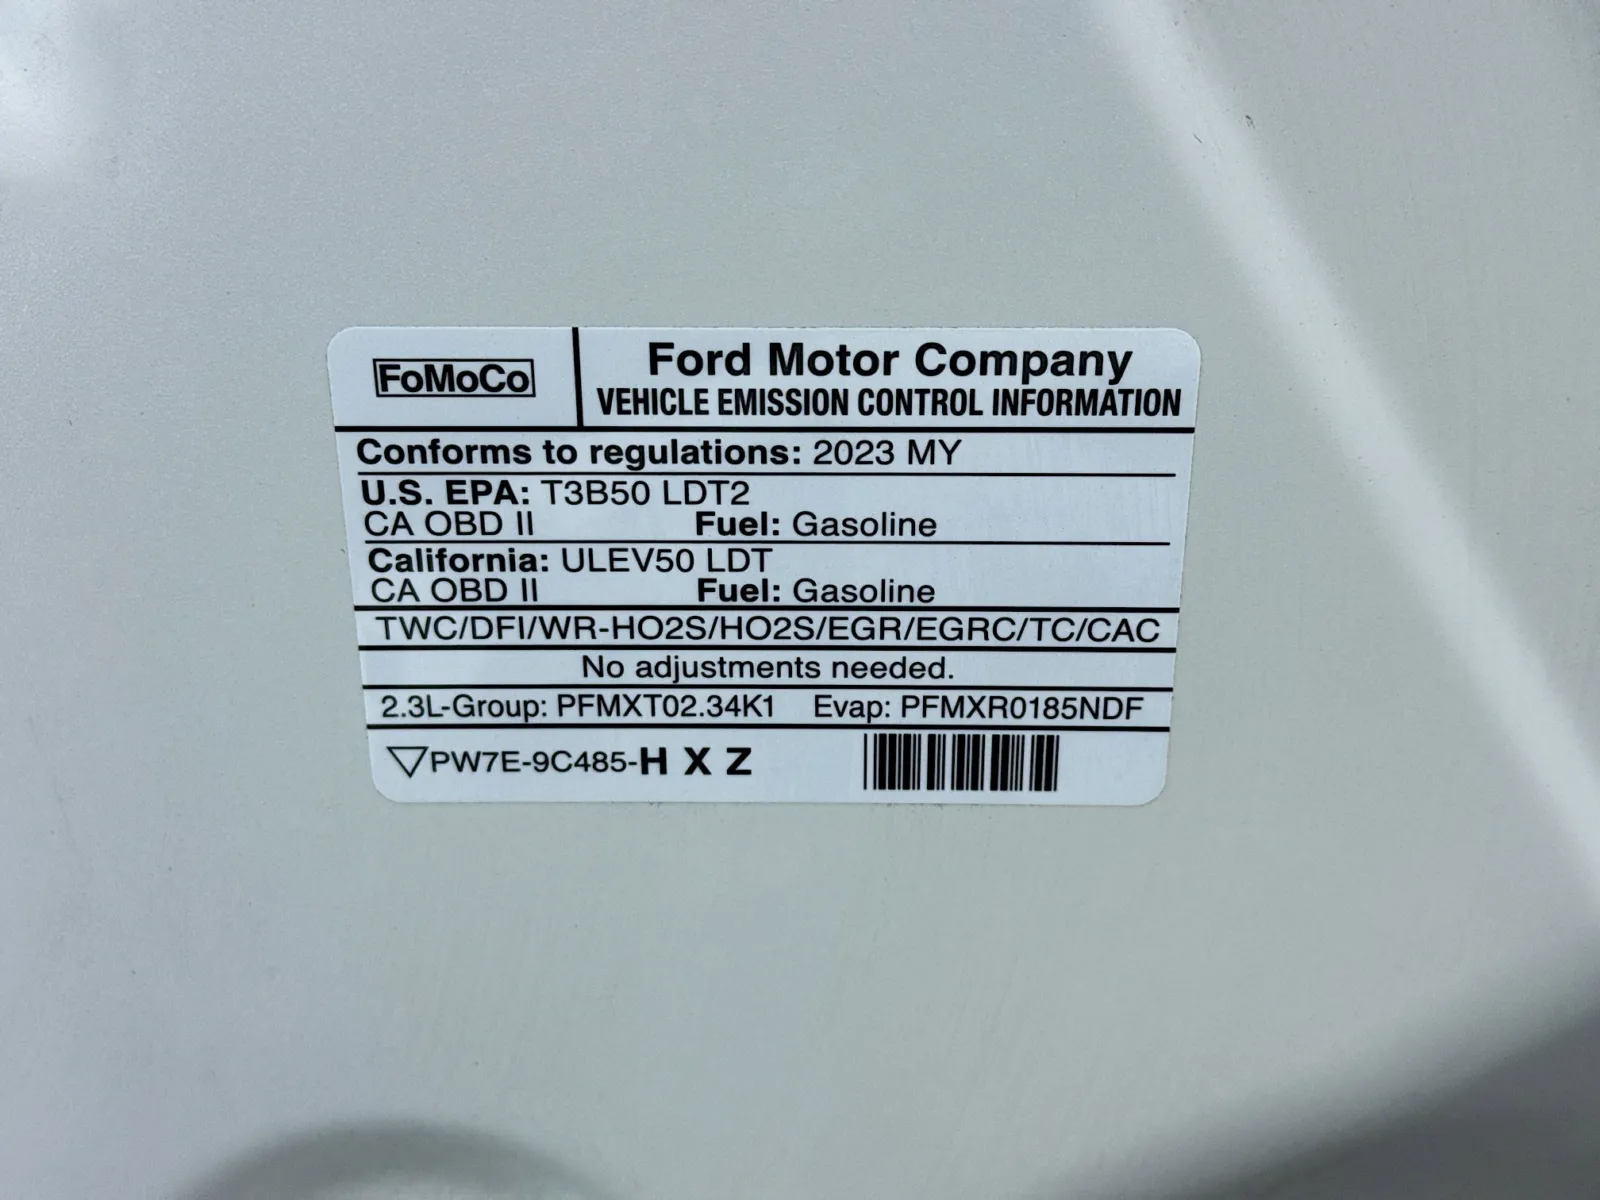 FoMoCo
Ford Motor Company
VEHICLE EMISSION CONTROL INFORMATION
Conforms to regulations: 2023 MY
U.S. EPA: T3B50 LDT2
CA OBD II Fuel: Gasoline
California: ULEV50 LDT
CA OBD II Fuel: Gasoline
TWC/DFI/WR-HO2S/HO2S/EGR/EGRC/TC/CAC
No adjustments needed.
2.3L-Group: PFMXT02.34K1 Evap: PFMXR0185NDF
PW7E-9C485-H X Z